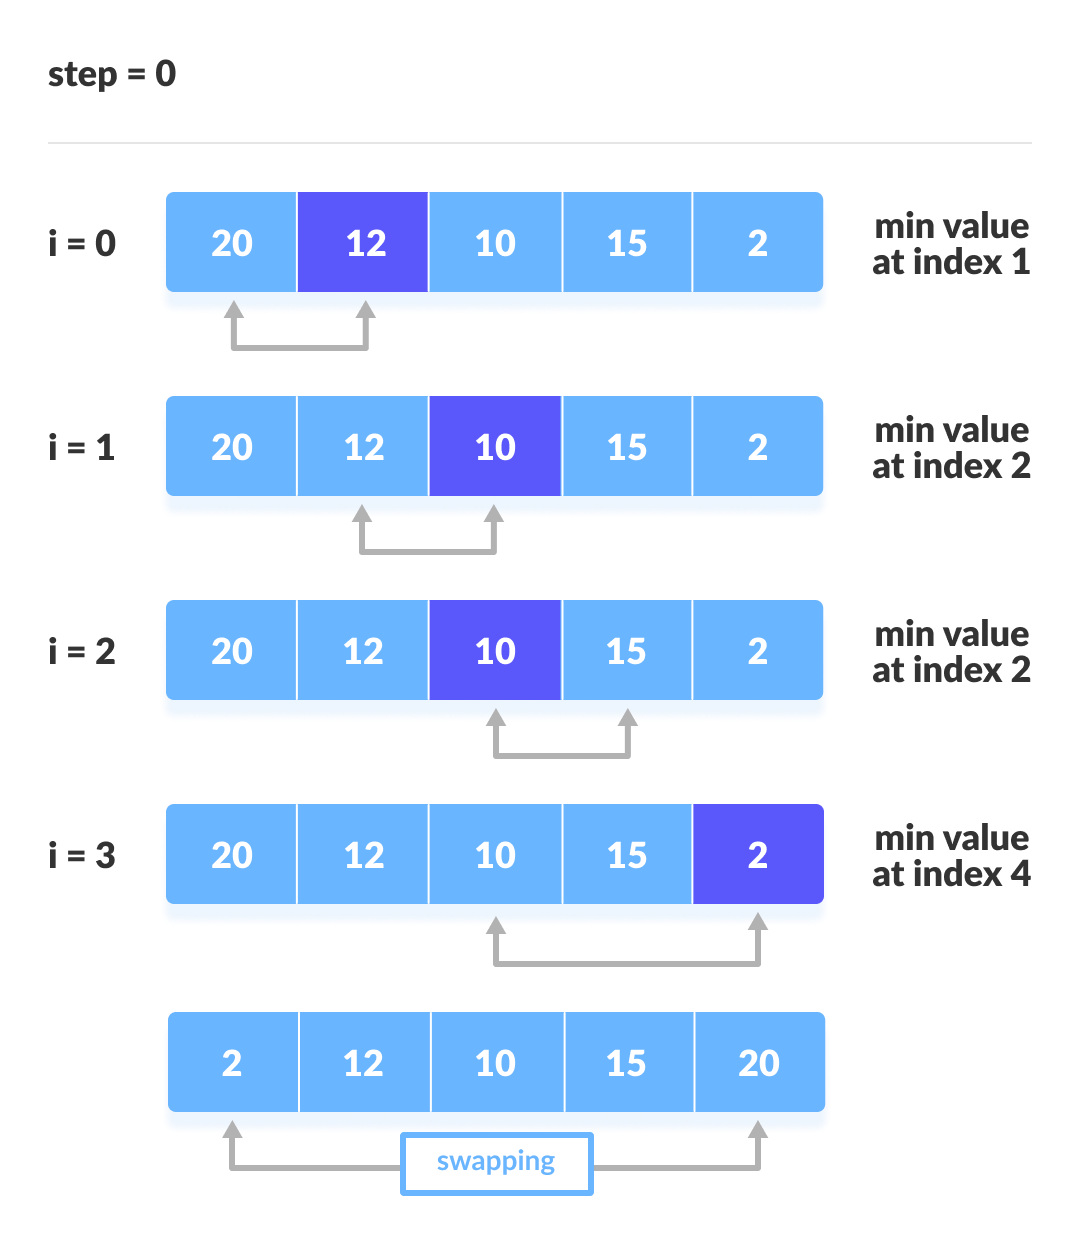 step = 0
i = 0 20 12 10 15 2 min value
at index 1
i = 1 20 12 10 15 2 min value
at index 2
i = 2 20 12 10 15 2 min value
at index 2
i = 3 20 12 10 15 2 min value
at index 4
2 12 10 15 20
swapping